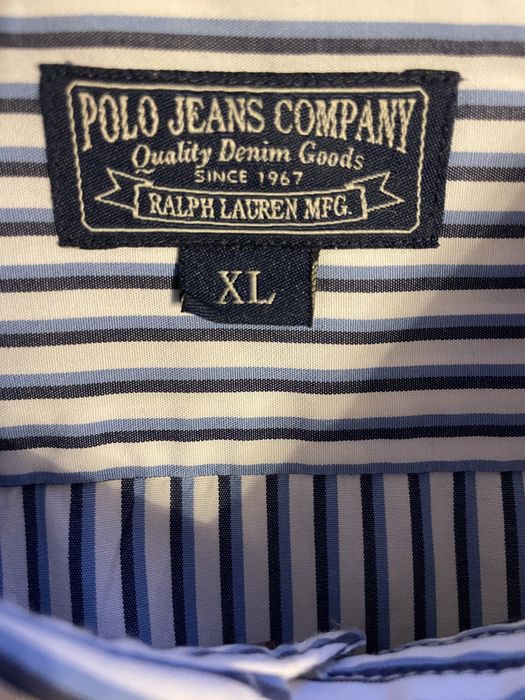 POLO JEANS COMPANY
Quality Denim Goods
SINCE 1967
RALPH LAUREN MFG.
XL